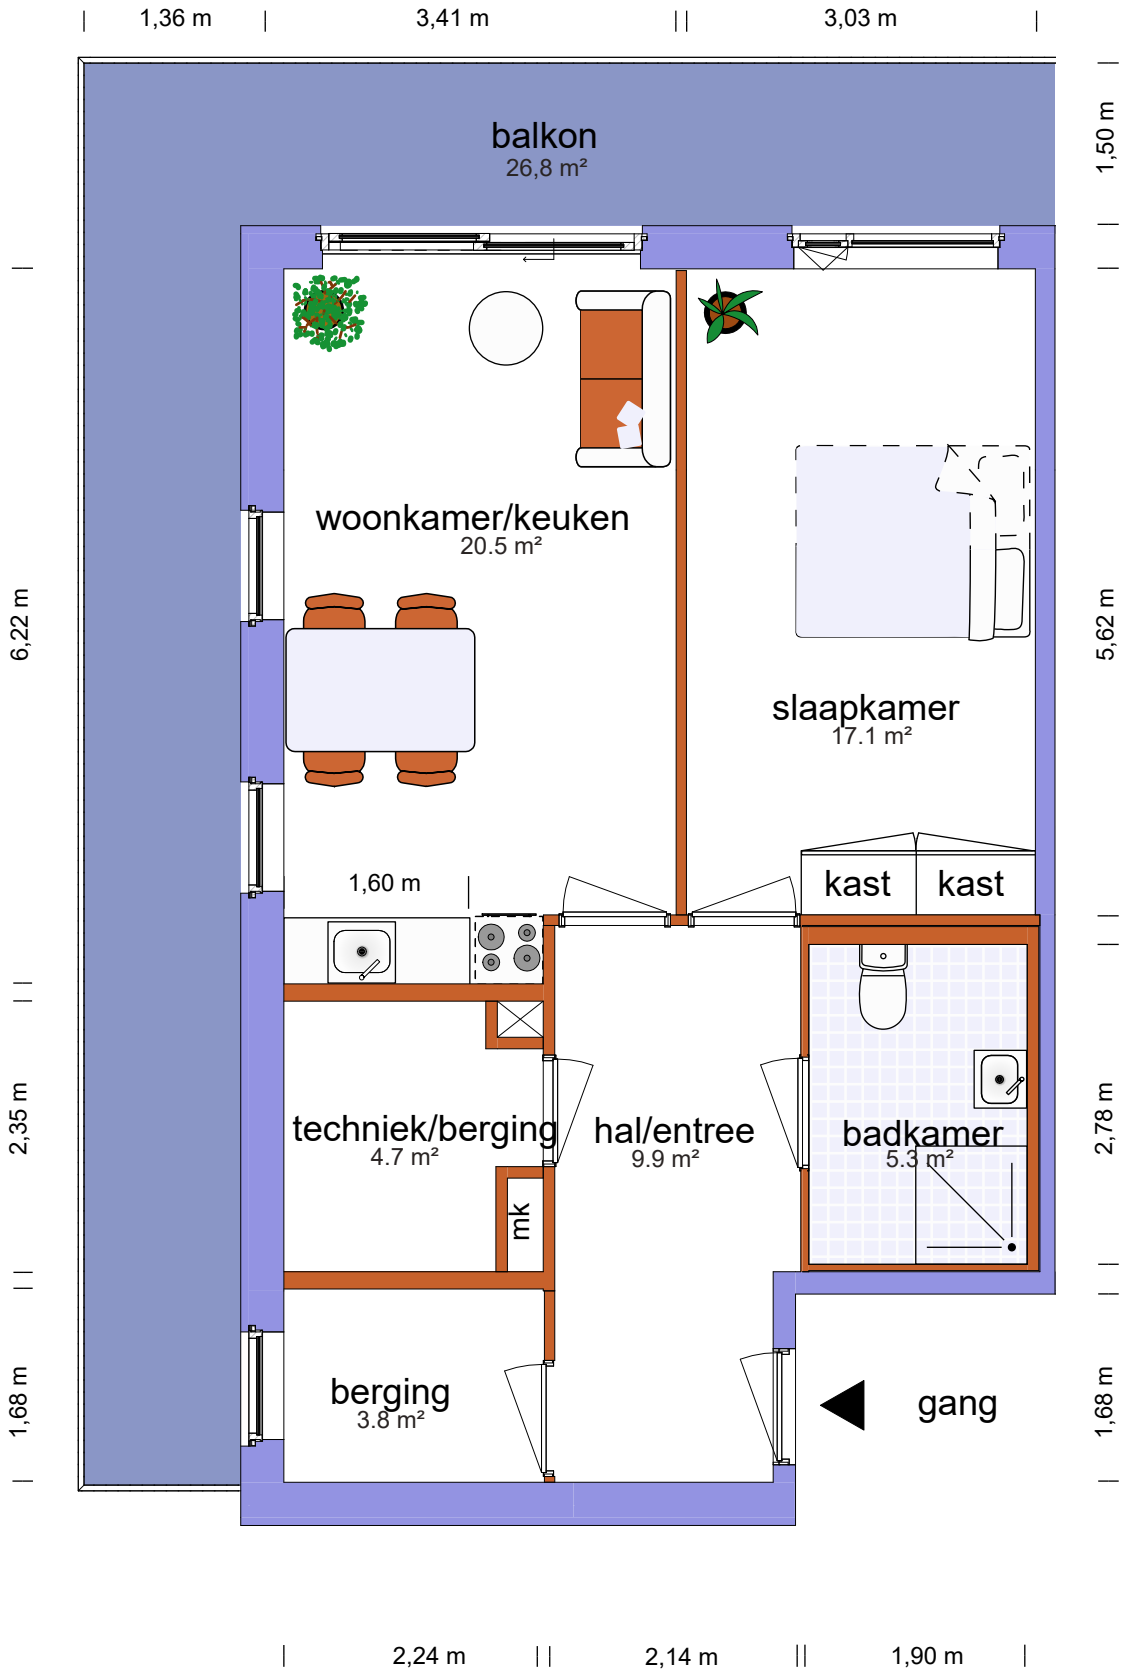 1,36 m
3,41 m
3,03 m
balkon
26,8 m²
1,50 m
woonkamer/keuken
20.5 m²
6,22 m
5,62 m
slaapkamer
17.1 m²
1,60 m
kast
kast
techniek/berging
4.7 m²
hal/entree
9.9 m²
badkamer
5.3 m²
2,35 m
2,78 m
mk
berging
3.8 m²
gang
1,68 m
1,68 m
2,24 m
2,14 m
1,90 m